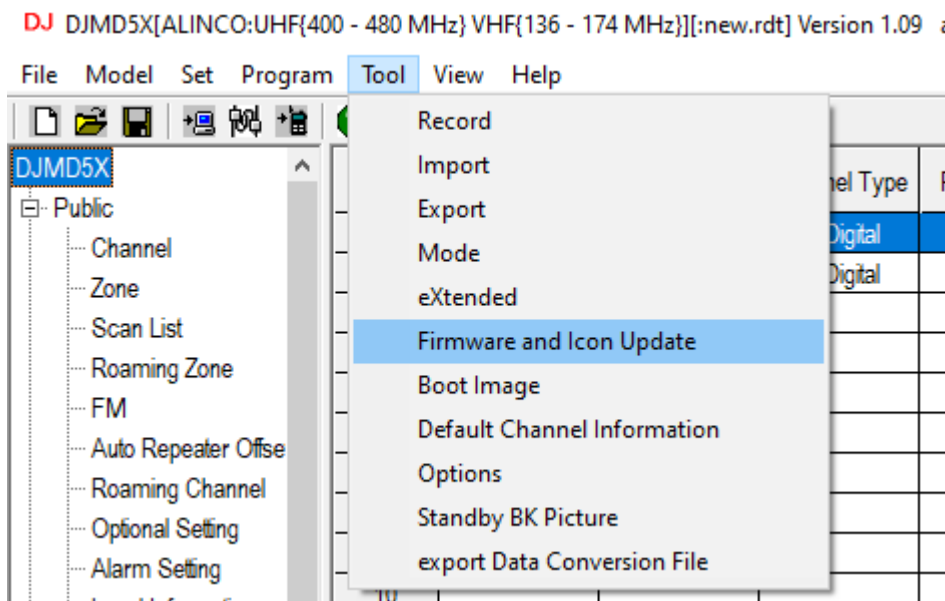 DJ DJMD5X[ALINCO:UHF{400 - 480 MHz} VHF{136 - 174 MHz}][:new.rdt] Version 1.09
File Model Set Program Tool View Help
DJMD5X
Public
Channel
Zone
Scan List
Roaming Zone
FM
Auto Repeater Offse
Roaming Channel
Optional Setting
Alarm Setting
Record
Import
Export
Mode
eXtended
Firmware and Icon Update
Boot Image
Default Channel Information
Options
Standby BK Picture
export Data Conversion File
nel Type
Digital
Digital
10